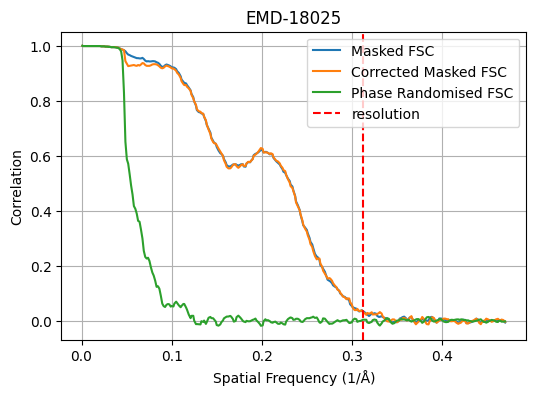 EMD-18025
1.0
0.8
0.6
0.4
0.2
0.0
Correlation
Masked FSC
Corrected Masked FSC
Phase Randomised FSC
resolution
0.0 0.1 0.2 0.3 0.4
Spatial Frequency (1/Å)